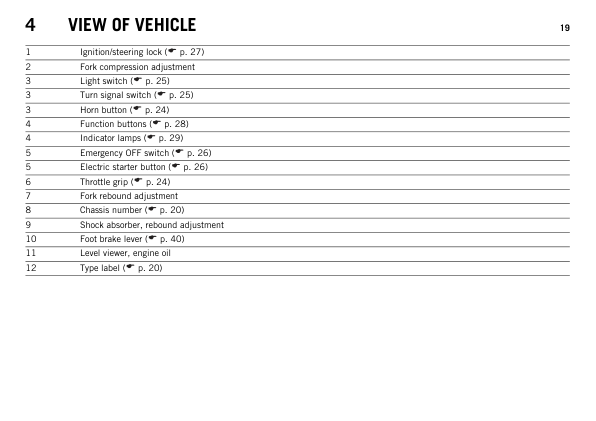 4 VIEW OF VEHICLE 19
1 Ignition/steering lock (☛ p. 27)
2 Fork compression adjustment
3 Light switch (☛ p. 25)
3 Turn signal switch (☛ p. 25)
3 Horn button (☛ p. 24)
4 Function buttons (☛ p. 28)
4 Indicator lamps (☛ p. 29)
5 Emergency OFF switch (☛ p. 26)
5 Electric starter button (☛ p. 26)
6 Throttle grip (☛ p. 24)
7 Fork rebound adjustment
8 Chassis number (☛ p. 20)
9 Shock absorber, rebound adjustment
10 Foot brake lever (☛ p. 40)
11 Level viewer, engine oil
12 Type label (☛ p. 20)